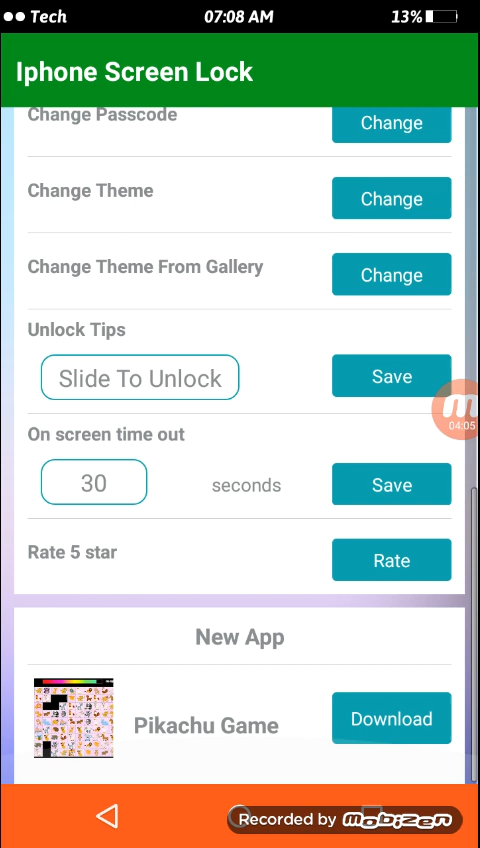 Tech 07:08 AM 13%
Iphone Screen Lock
Change Passcode Change
Change Theme Change
Change Theme From Gallery Change
Unlock Tips
Slide To Unlock Save
04:05
On screen time out
30 seconds Save
Rate 5 star Rate
New App
Pikachu Game Download
Recorded by mobizen